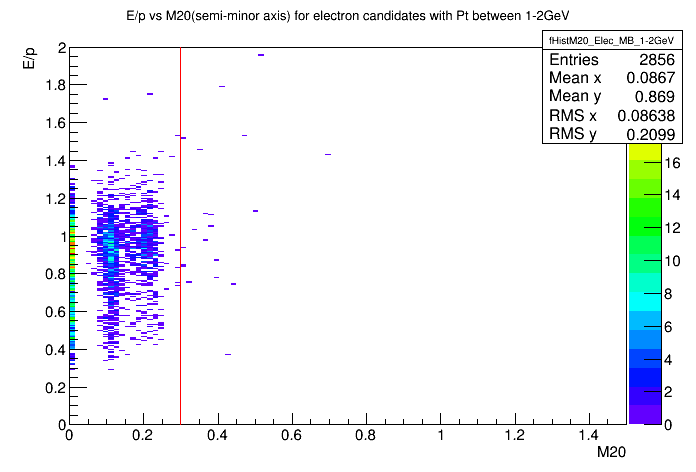 E/p vs M20(semi-minor axis) for electron candidates with Pt between 1-2GeV
fHistM20_Elec_MB_1-2GeV
Entries 2856
Mean x 0.0867
Mean y 0.869
RMS x 0.08638
RMS y 0.2099
E/p
2
1.8
1.6
1.4
1.2
1
0.8
0.6
0.4
0.2
0
0 0.2 0.4 0.6 0.8 1 1.2 1.4
M20
16
14
12
10
8
6
4
2
0